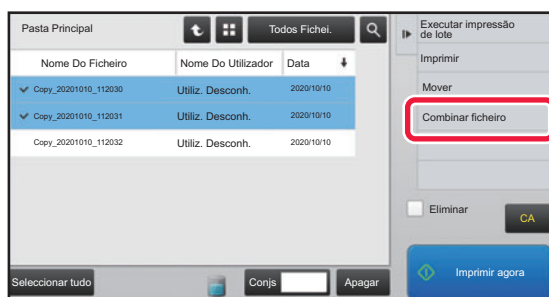 Pasta Principal
Todos Fichei.
Nome Do Ficheiro
Nome Do Utilizador
Data
Copy_20201010_112030
Utiliz. Desconh.
2020/10/10
Copy_20201010_112031
Utiliz. Desconh.
2020/10/10
Copy_20201010_112032
Utiliz. Desconh.
2020/10/10
Seleccionar tudo
Conjs
Apagar
Executar impressão
de lote
Imprimir
Mover
Combinar ficheiro
Eliminar
CA
Imprimir agora